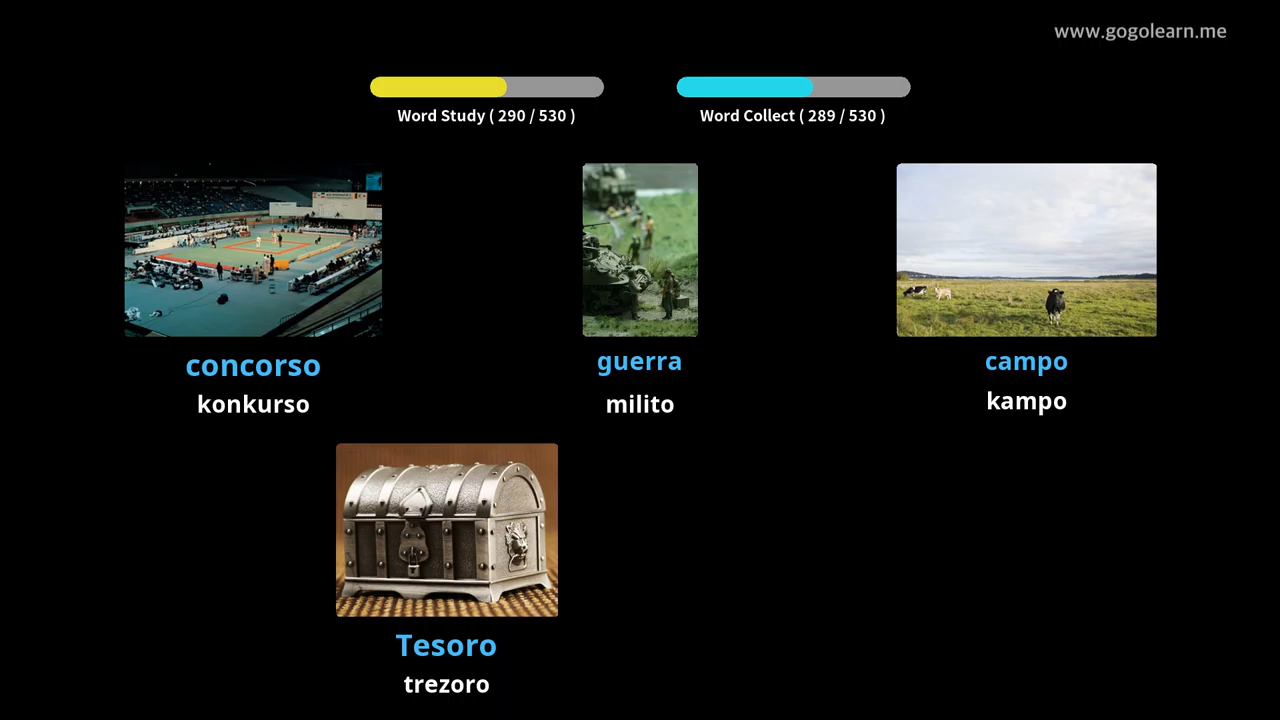 www.gogolearn.me
Word Study ( 290 / 530 )
Word Collect ( 289 / 530 )
concorso
konkurso
guerra
milito
campo
kampo
Tesoro
trezoro